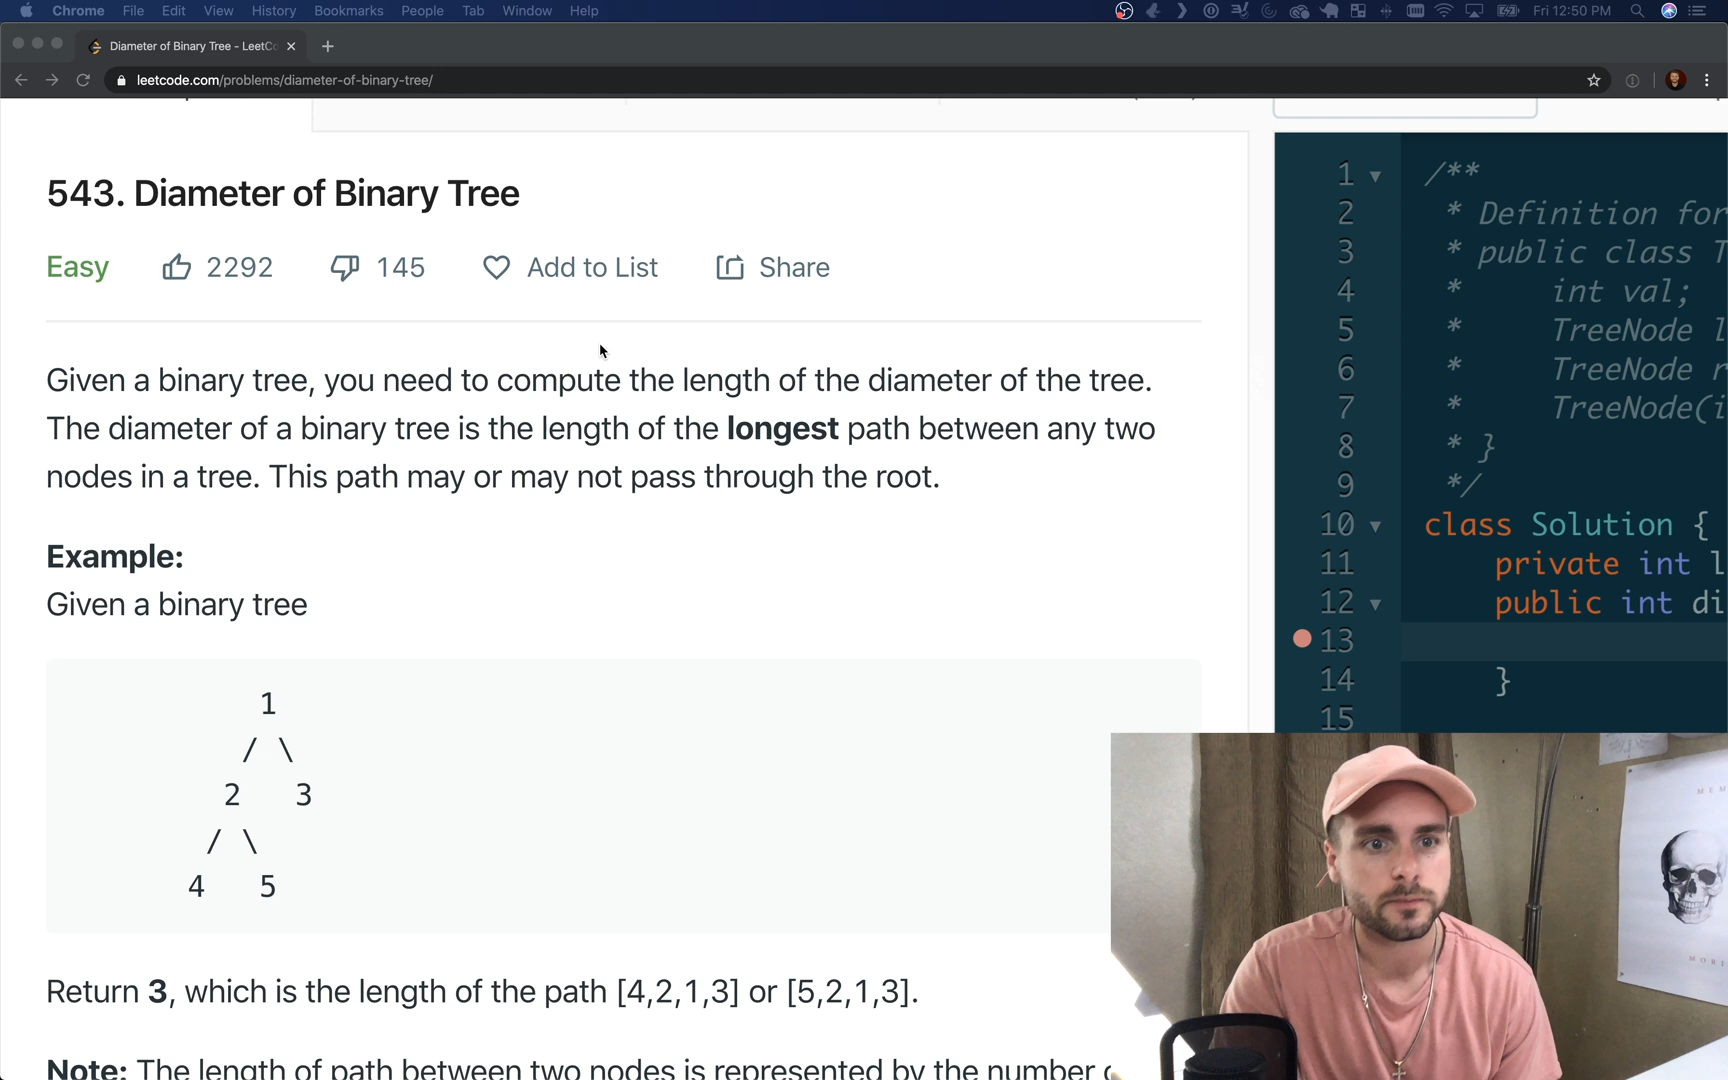 Chrome File Edit View History Bookmarks People Tab Window Help Fri 12:50 PM
Diameter of Binary Tree - LeetCo
leetcode.com/problems/diameter-of-binary-tree/
543. Diameter of Binary Tree
Easy 2292 145 Add to List Share
Given a binary tree, you need to compute the length of the diameter of the tree.
The diameter of a binary tree is the length of the longest path between any two
nodes in a tree. This path may or may not pass through the root.
Example:
Given a binary tree
1
/ \
2 3
/ \
4 5
Return 3, which is the length of the path [4,2,1,3] or [5,2,1,3].
Note: The length of path between two nodes is represented by the number
1 /**
2 * Definition for
3 * public class T
4 * int val;
5 * TreeNode l
6 * TreeNode r
7 * TreeNode(i
8 * }
9 */
10 class Solution {
11 private int l
12 public int di
13
14 }
15
MEM
MORI